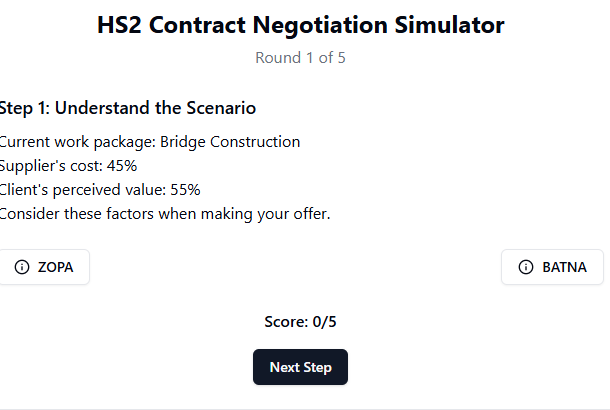 HS2 Contract Negotiation Simulator
Round 1 of 5
Step 1: Understand the Scenario
Current work package: Bridge Construction
Supplier's cost: 45%
Client's perceived value: 55%
Consider these factors when making your offer.
ZOPA
BATNA
Score: 0/5
Next Step